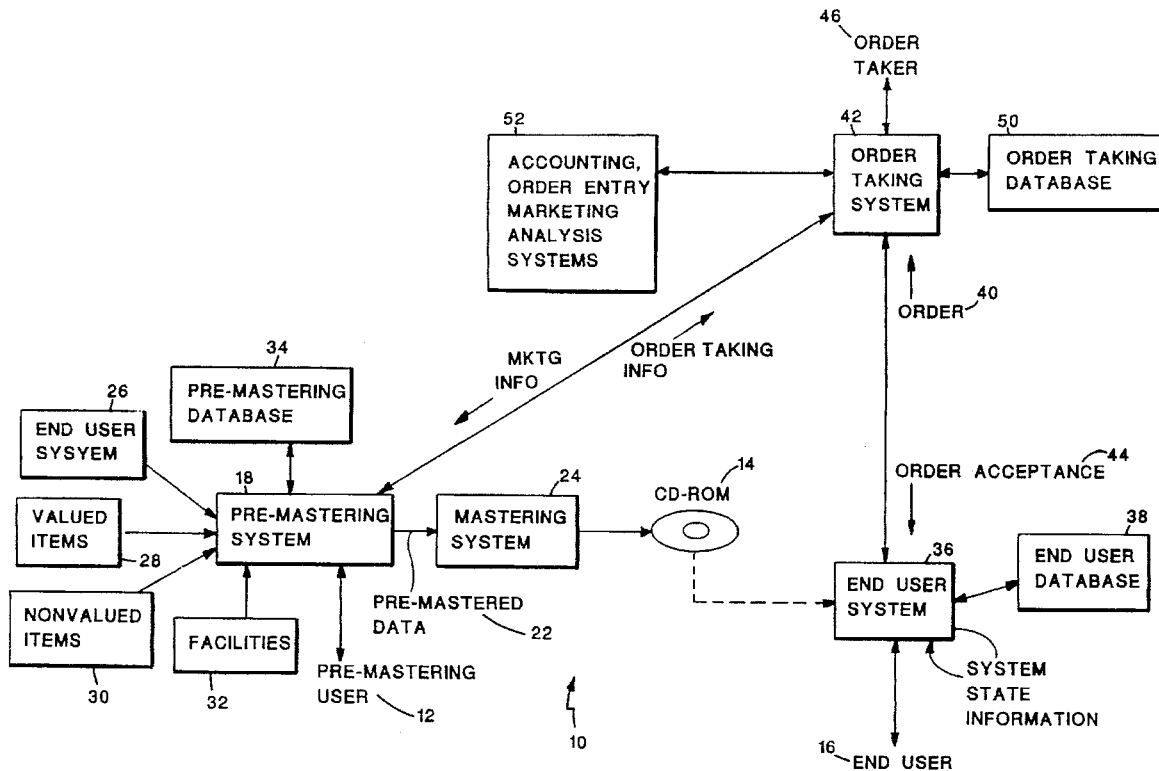 46
ORDER
TAKER
52
ACCOUNTING,
ORDER ENTRY
MARKETING
ANALYSIS
SYSTEMS
42
ORDER
TAKING
SYSTEM
50
ORDER TAKING
DATABASE
ORDER
40
MKTG
INFO
ORDER TAKING
INFO
34
PRE-MASTERING
DATABASE
26
END USER
SYSYEM
18
PRE-MASTERING
SYSTEM
24
MASTERING
SYSTEM
14
CD-ROM
ORDER ACCEPTANCE
44
VALUED
ITEMS
28
NONVALUED
ITEMS
30
FACILITIES
32
PRE-MASTERED
DATA
22
PRE-MASTERING
USER
12
10
36
END USER
SYSTEM
38
END USER
DATABASE
SYSTEM
STATE
INFORMATION
16
END USER